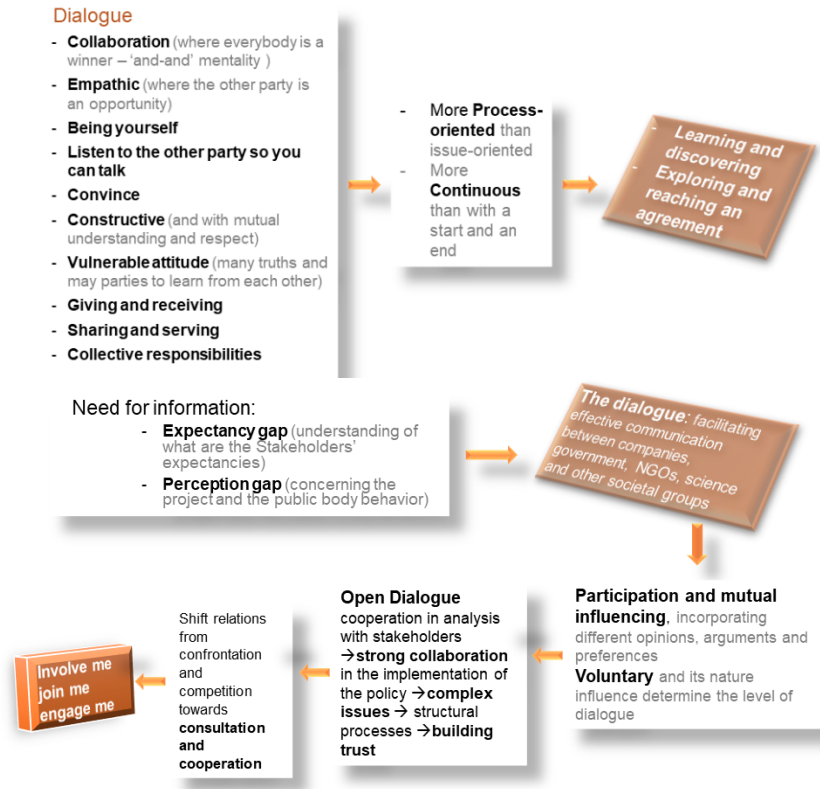 Dialogue
- Collaboration (where everybody is a
winner – 'and-and' mentality )
- Empathic (where the other party is
an opportunity)
- Being yourself
- Listen to the other party so you
can talk
- Convince
- Constructive (and with mutual
understanding and respect)
- Vulnerable attitude (many truths and
may parties to learn from each other)
- Giving and receiving
- Sharing and serving
- Collective responsibilities
- More Process-
oriented than
issue-oriented
- More
Continuous
than with a
start and an
end
- Learning and
discovering
- Exploring and
reaching an
agreement
Need for information:
- Expectancy gap (understanding of
what are the Stakeholders'
expectancies)
- Perception gap (concerning the
project and the public body behavior)
The dialogue: facilitating
effective communication
between companies,
government, NGOs, science
and other societal groups
Participation and mutual
influencing, incorporating
different opinions, arguments and
preferences
Voluntary and its nature
influence determine the level of
dialogue
Open Dialogue
cooperation in analysis
with stakeholders
→strong collaboration
in the implementation of
the policy →complex
issues → structural
processes →building
trust
Shift relations
from
confrontation
and
competition
towards
consultation
and
cooperation
Involve me
join me
engage me